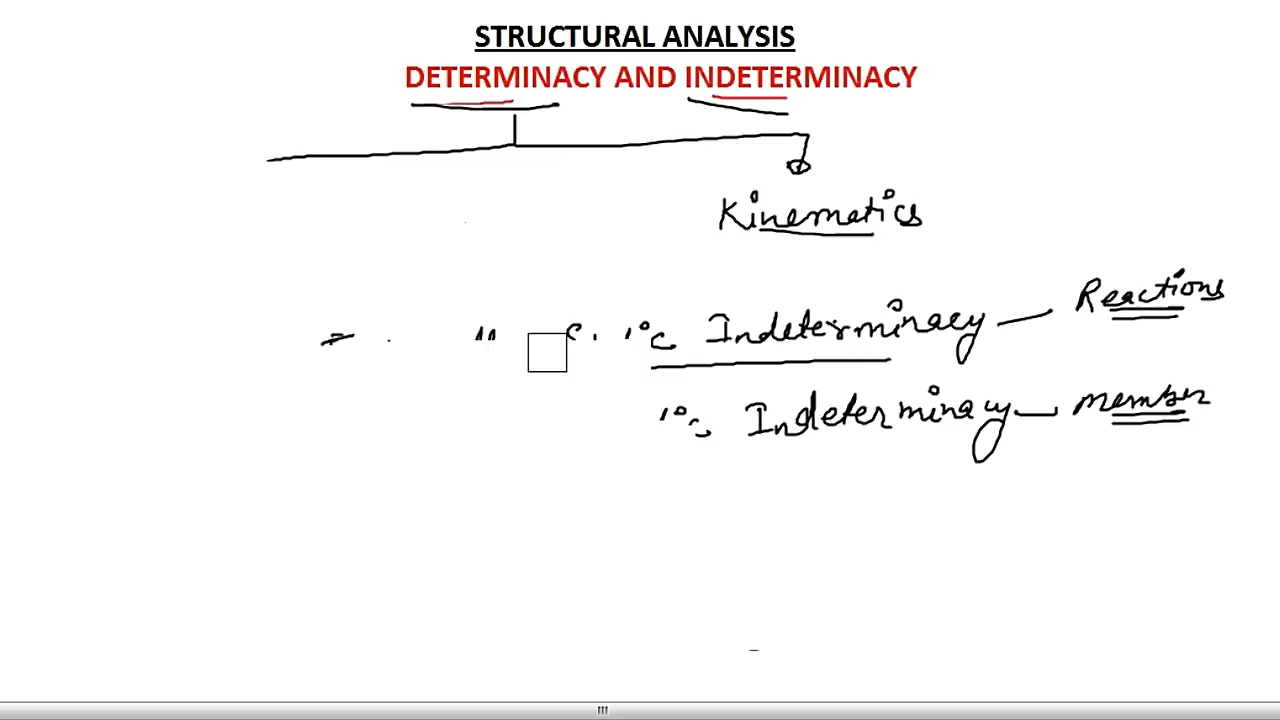 STRUCTURAL ANALYSIS
DETERMINACY AND INDETERMINACY
Kinematics
Indeterminacy — Reactions
Indeterminacy — member